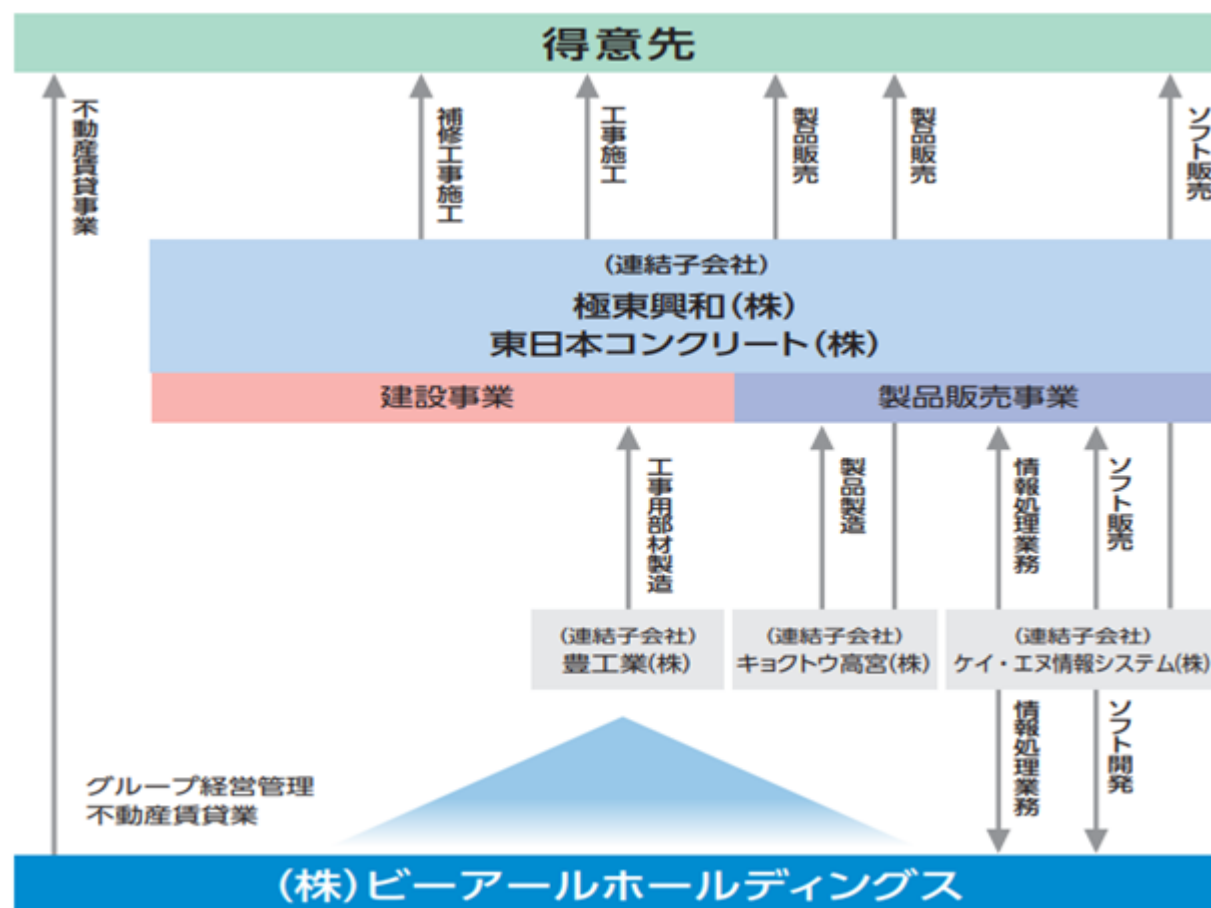 得意先
不動産賃貸事業
補修工事施工
工事施工
製品販売
製品販売
ソフト販売
(連結子会社)
極東興和(株)
東日本コンクリート(株)
建設事業
製品販売事業
工事用部材製造
製品製造
情報処理業務
ソフト販売
(連結子会社)
豊工業(株)
(連結子会社)
キョクトウ高宮(株)
(連結子会社)
ケイ・エヌ情報システム(株)
情報処理業務
ソフト開発
グループ経営管理
不動産賃貸業
(株)ビーアールホールディングス